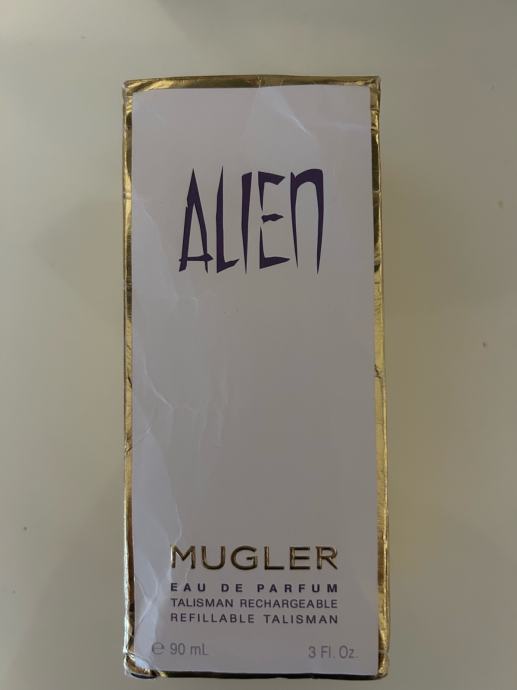 ALIEN
MUGLER
EAU DE PARFUM
TALISMAN RECHARGEABLE
REFILLABLE TALISMAN
℮ 90 mL 3 Fl. Oz.